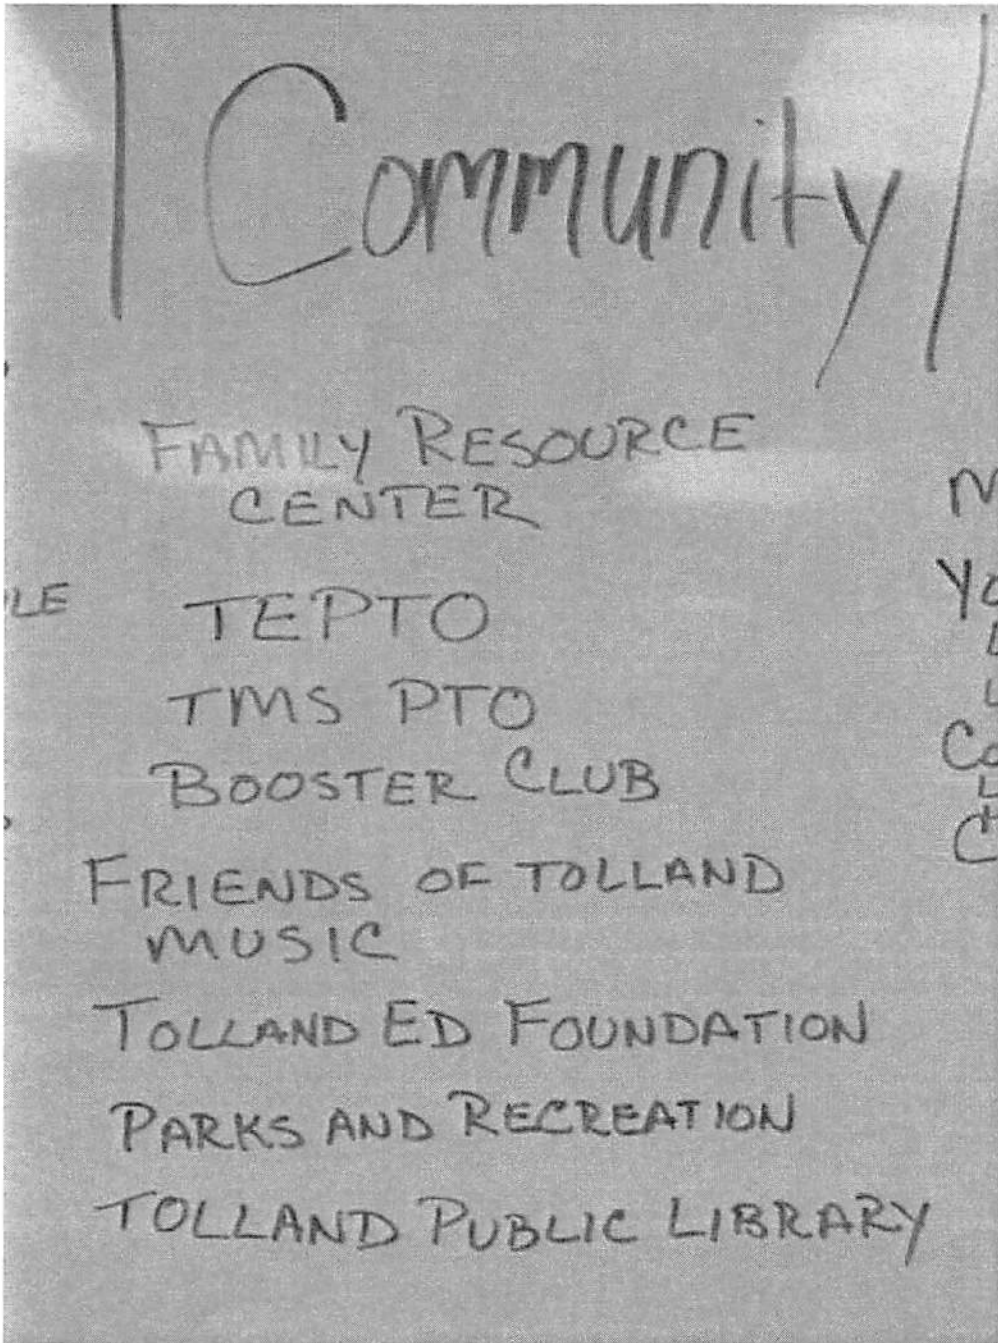 Community
FAMILY RESOURCE
CENTER
TEPTO
TMS PTO
BOOSTER CLUB
FRIENDS OF TOLLAND
MUSIC
TOLLAND ED FOUNDATION
PARKS AND RECREATION
TOLLAND PUBLIC LIBRARY